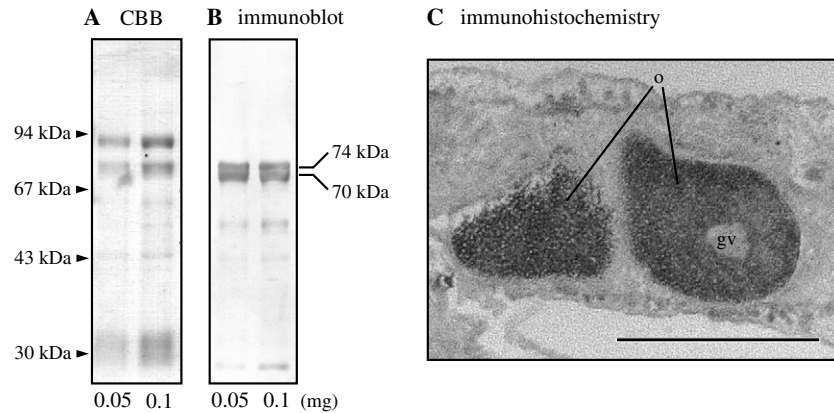 A CBB
B immunoblot
C immunohistochemistry
94 kDa
67 kDa
43 kDa
30 kDa
74 kDa
70 kDa
o
gv
0.05 0.1
0.05 0.1 (mg)